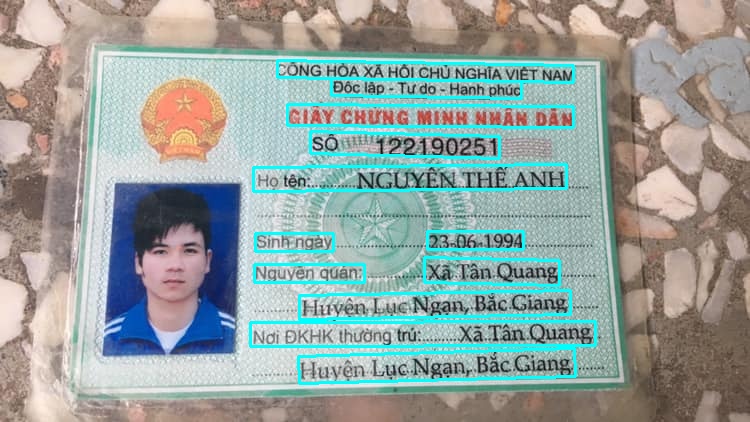 CỘNG HÒA XÃ HỘI CHỦ NGHĨA VIỆT NAM
Độc lập - Tự do - Hạnh phúc
GIẤY CHỨNG MINH NHÂN DÂN
SỐ 122190251
Họ tên: NGUYỄN THẾ ANH
Sinh ngày 23-06-1994
Nguyên quán: Xã Tân Quang
Huyện Lục Ngạn, Bắc Giang
Nơi ĐKHK thường trú: Xã Tân Quang
Huyện Lục Ngạn, Bắc Giang